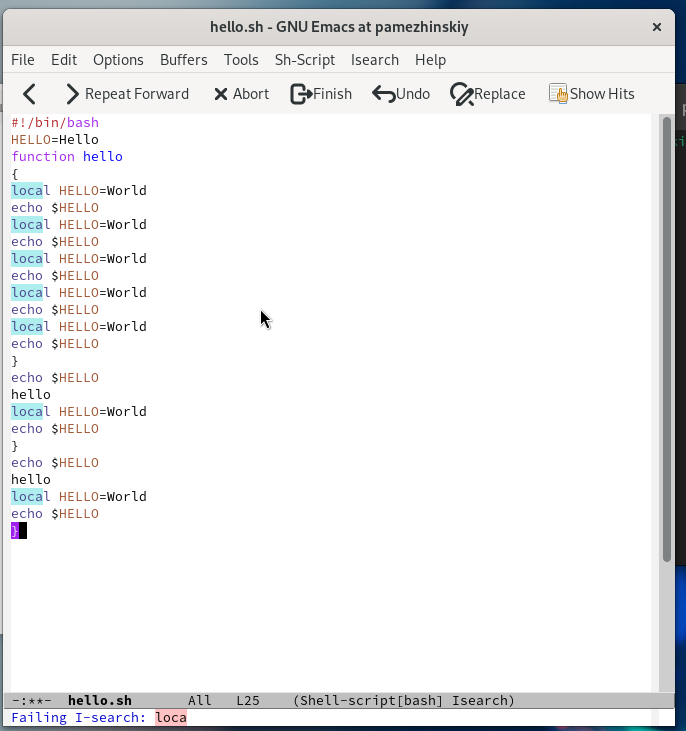 hello.sh - GNU Emacs at pamezhinskiy
File Edit Options Buffers Tools Sh-Script Isearch Help
Repeat Forward Abort Finish Undo Replace Show Hits
#!/bin/bash
HELLO=Hello
function hello
{
local HELLO=World
echo $HELLO
local HELLO=World
echo $HELLO
local HELLO=World
echo $HELLO
local HELLO=World
echo $HELLO
local HELLO=World
echo $HELLO
}
echo $HELLO
hello
local HELLO=World
echo $HELLO
}
echo $HELLO
hello
local HELLO=World
echo $HELLO
}
-:**- hello.sh All L25 (Shell-script[bash] Isearch)
Failing I-search: loca